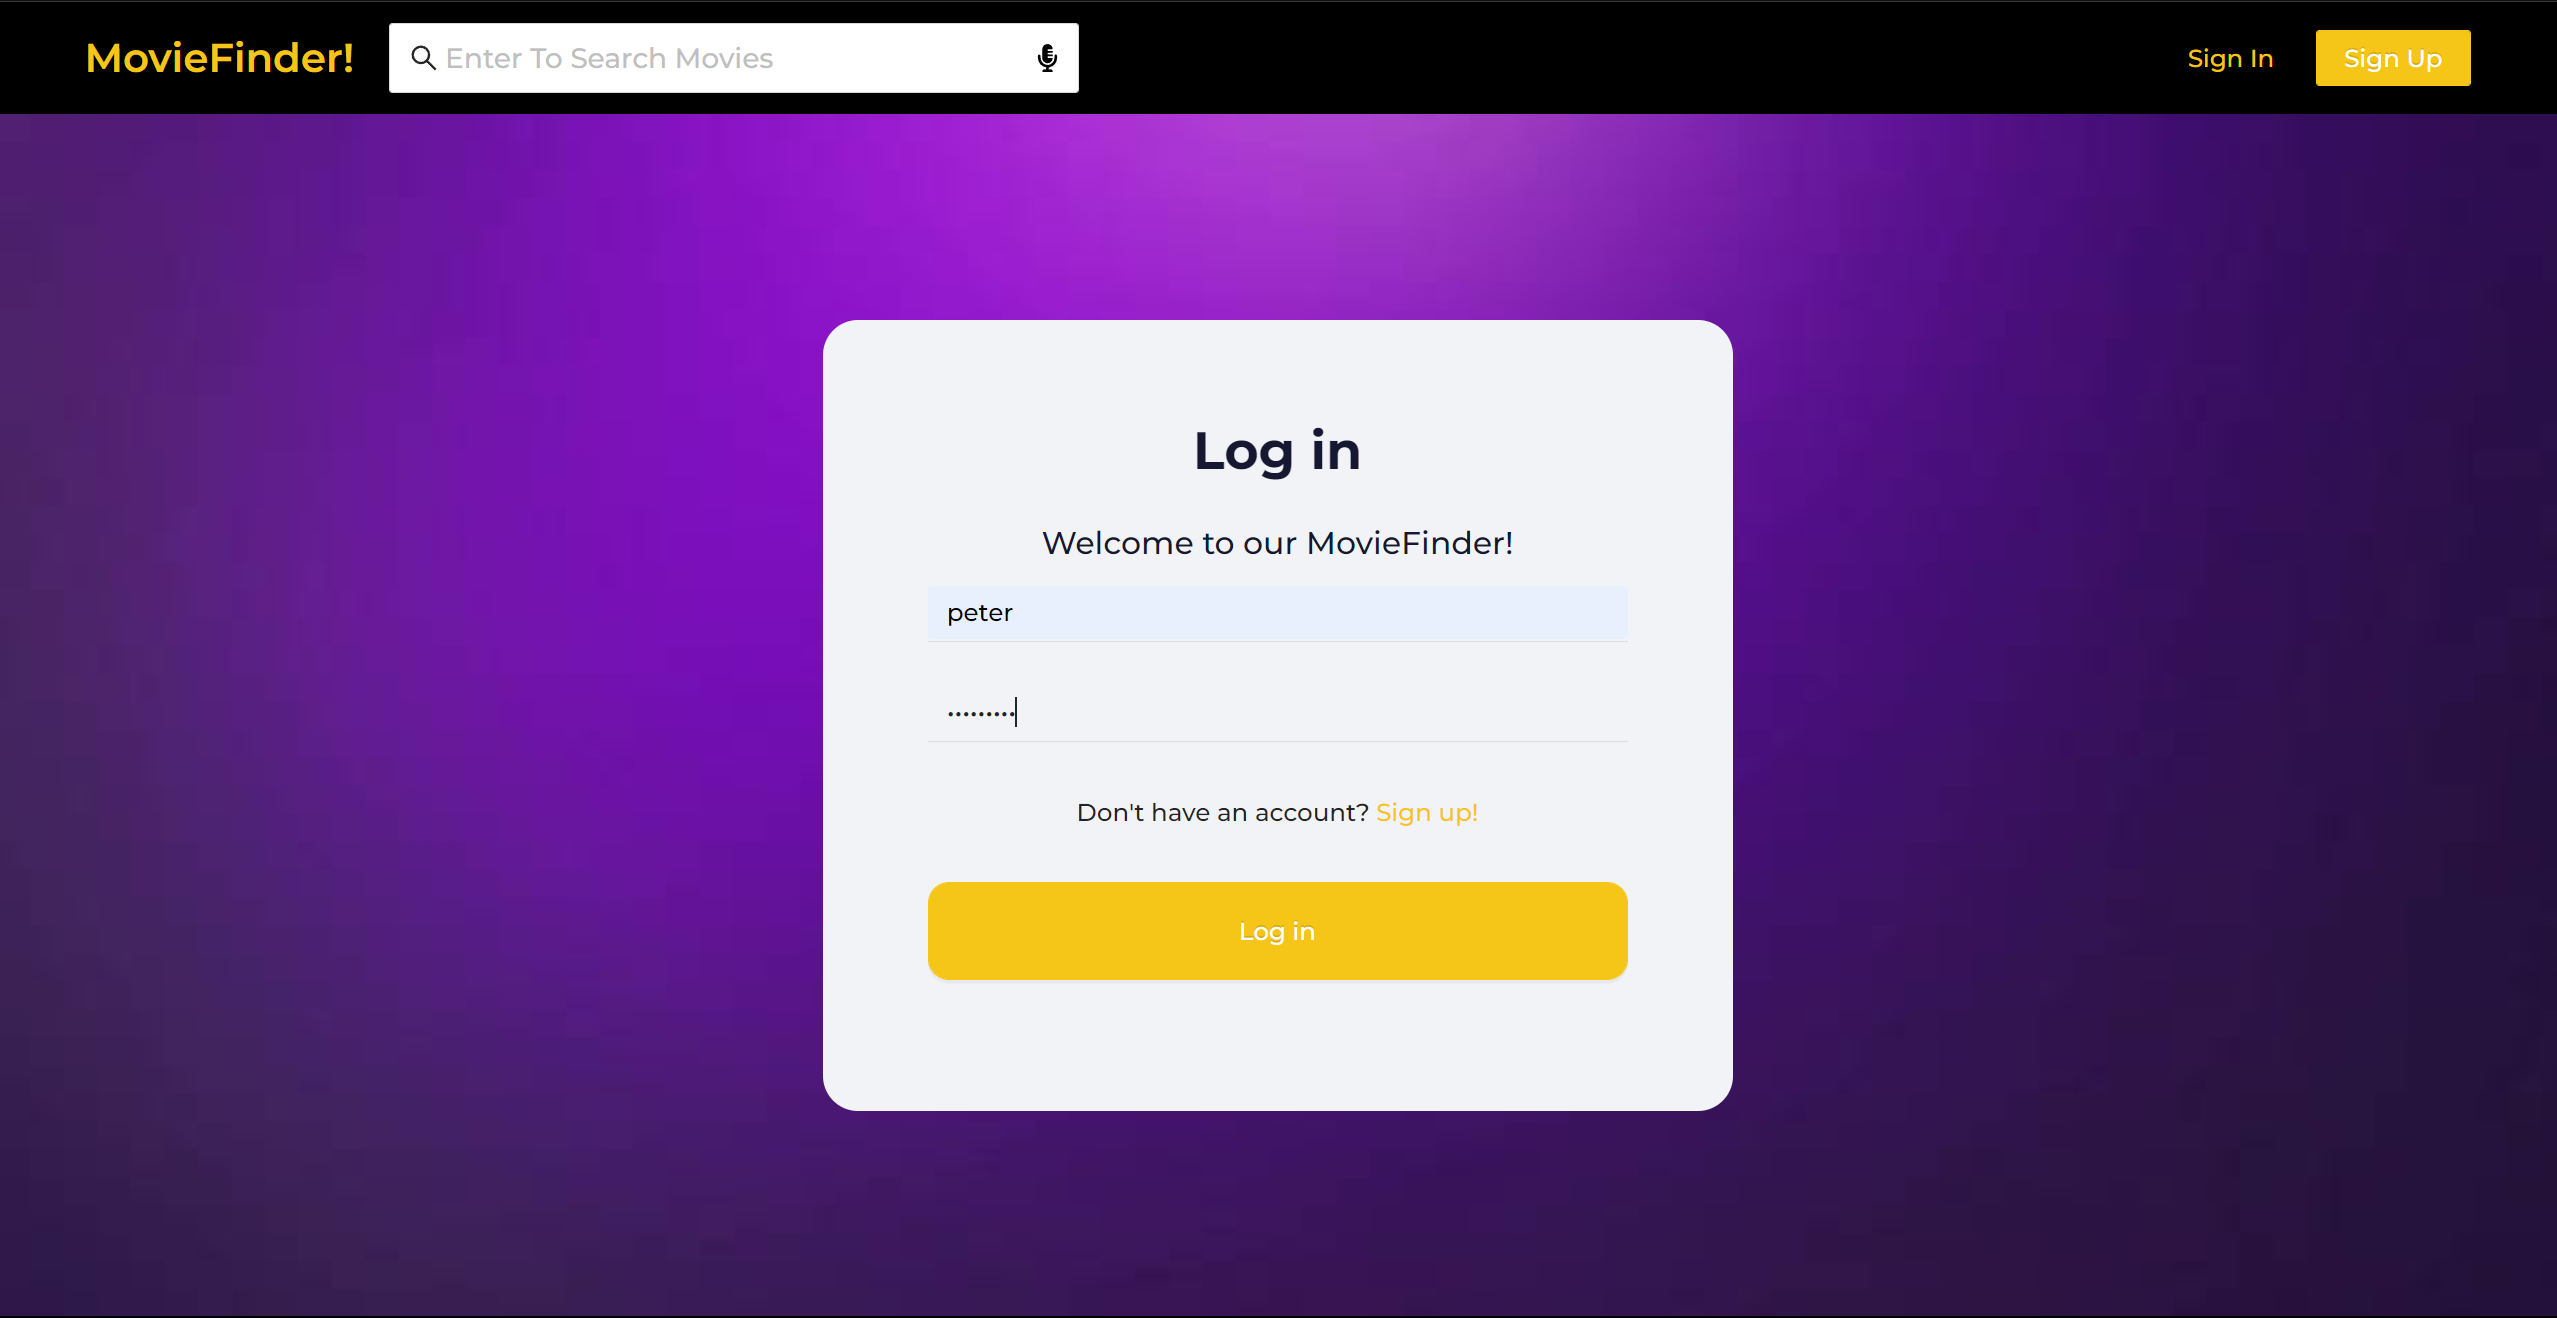 MovieFinder!
Enter To Search Movies
Sign In
Sign Up
Log in
Welcome to our MovieFinder!
peter
•••••••••
Don't have an account? Sign up!
Log in